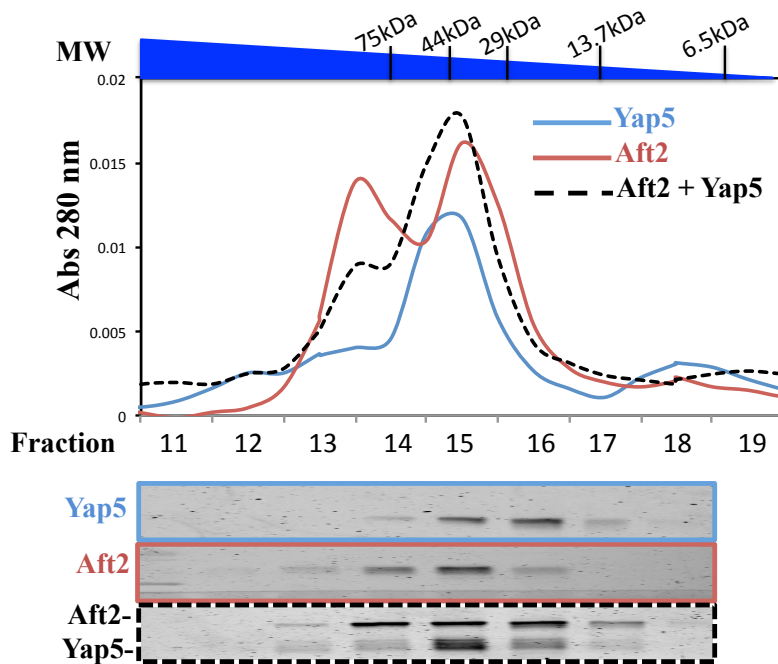 MW 75kDa 44kDa 29kDa 13.7kDa 6.5kDa
0.02
0.015
0.01
0.005
0
Abs 280 nm
Yap5
Aft2
Aft2 + Yap5
Fraction 11 12 13 14 15 16 17 18 19
Yap5
Aft2
Aft2-
Yap5-